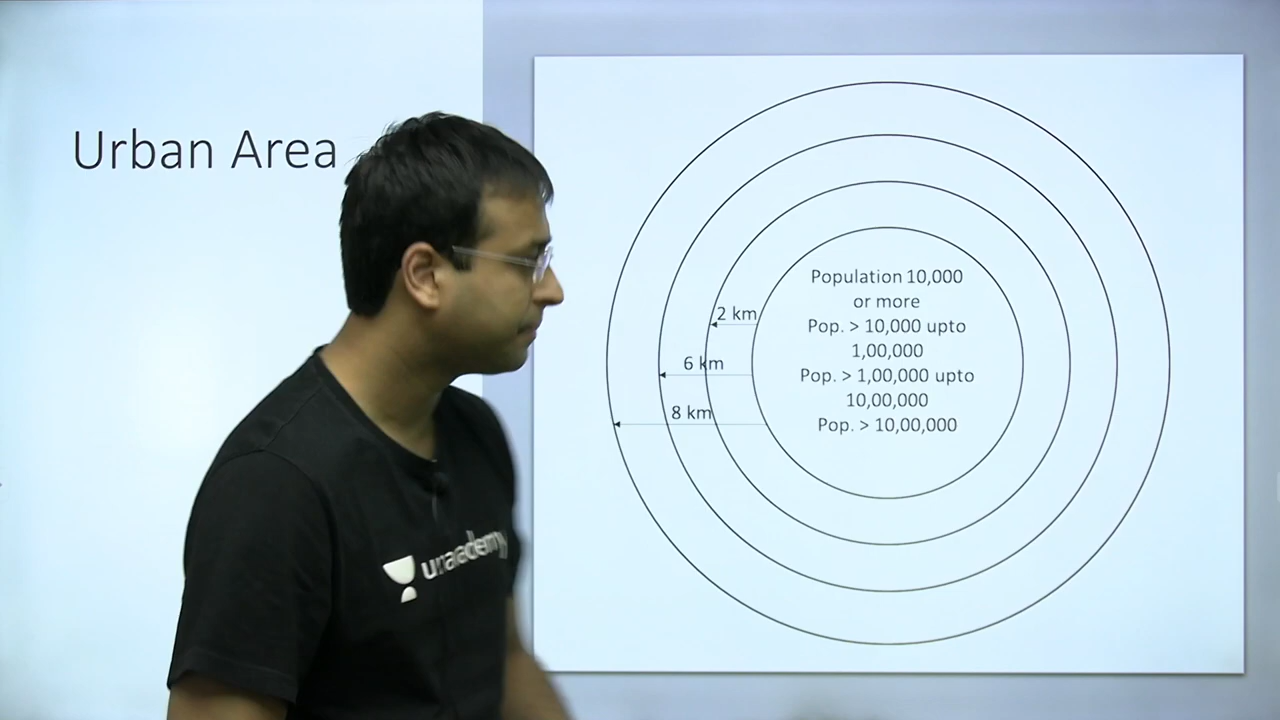 Urban Area
Population 10,000
or more
Pop. > 10,000 upto
1,00,000
Pop. > 1,00,000 upto
10,00,000
Pop. > 10,00,000
2 km
6 km
8 km
unacademy